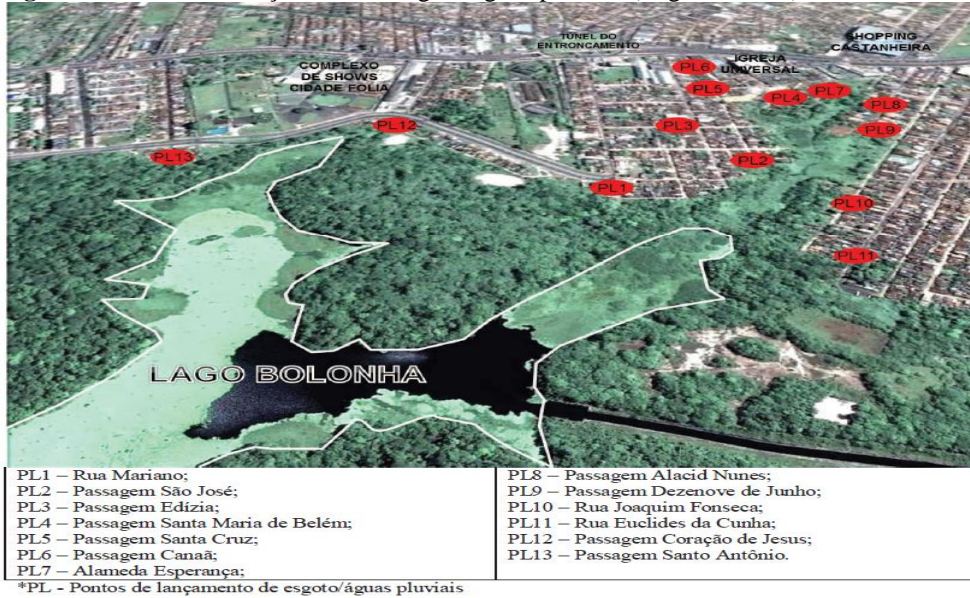 TÚNEL DO
ENTRONCAMENTO
SHOPPING
CASTANHEIRA
COMPLEXO
DE SHOWS
CIDADE FOLIA
IGREJA
UNIVERSAL
PL6
PL5
PL4
PL7
PL8
PL12
PL3
PL9
PL13
PL2
PL1
PL10
PL11
LAGO BOLONHA
PL1 – Rua Mariano;
PL2 – Passagem São José;
PL3 – Passagem Edízia;
PL4 – Passagem Santa Maria de Belém;
PL5 – Passagem Santa Cruz;
PL6 – Passagem Canaã;
PL7 – Alameda Esperança;
PL8 – Passagem Alacid Nunes;
PL9 – Passagem Dezenove de Junho;
PL10 – Rua Joaquim Fonseca;
PL11 – Rua Euclides da Cunha;
PL12 – Passagem Coração de Jesus;
PL13 – Passagem Santo Antônio.
*PL - Pontos de lançamento de esgoto/águas pluviais